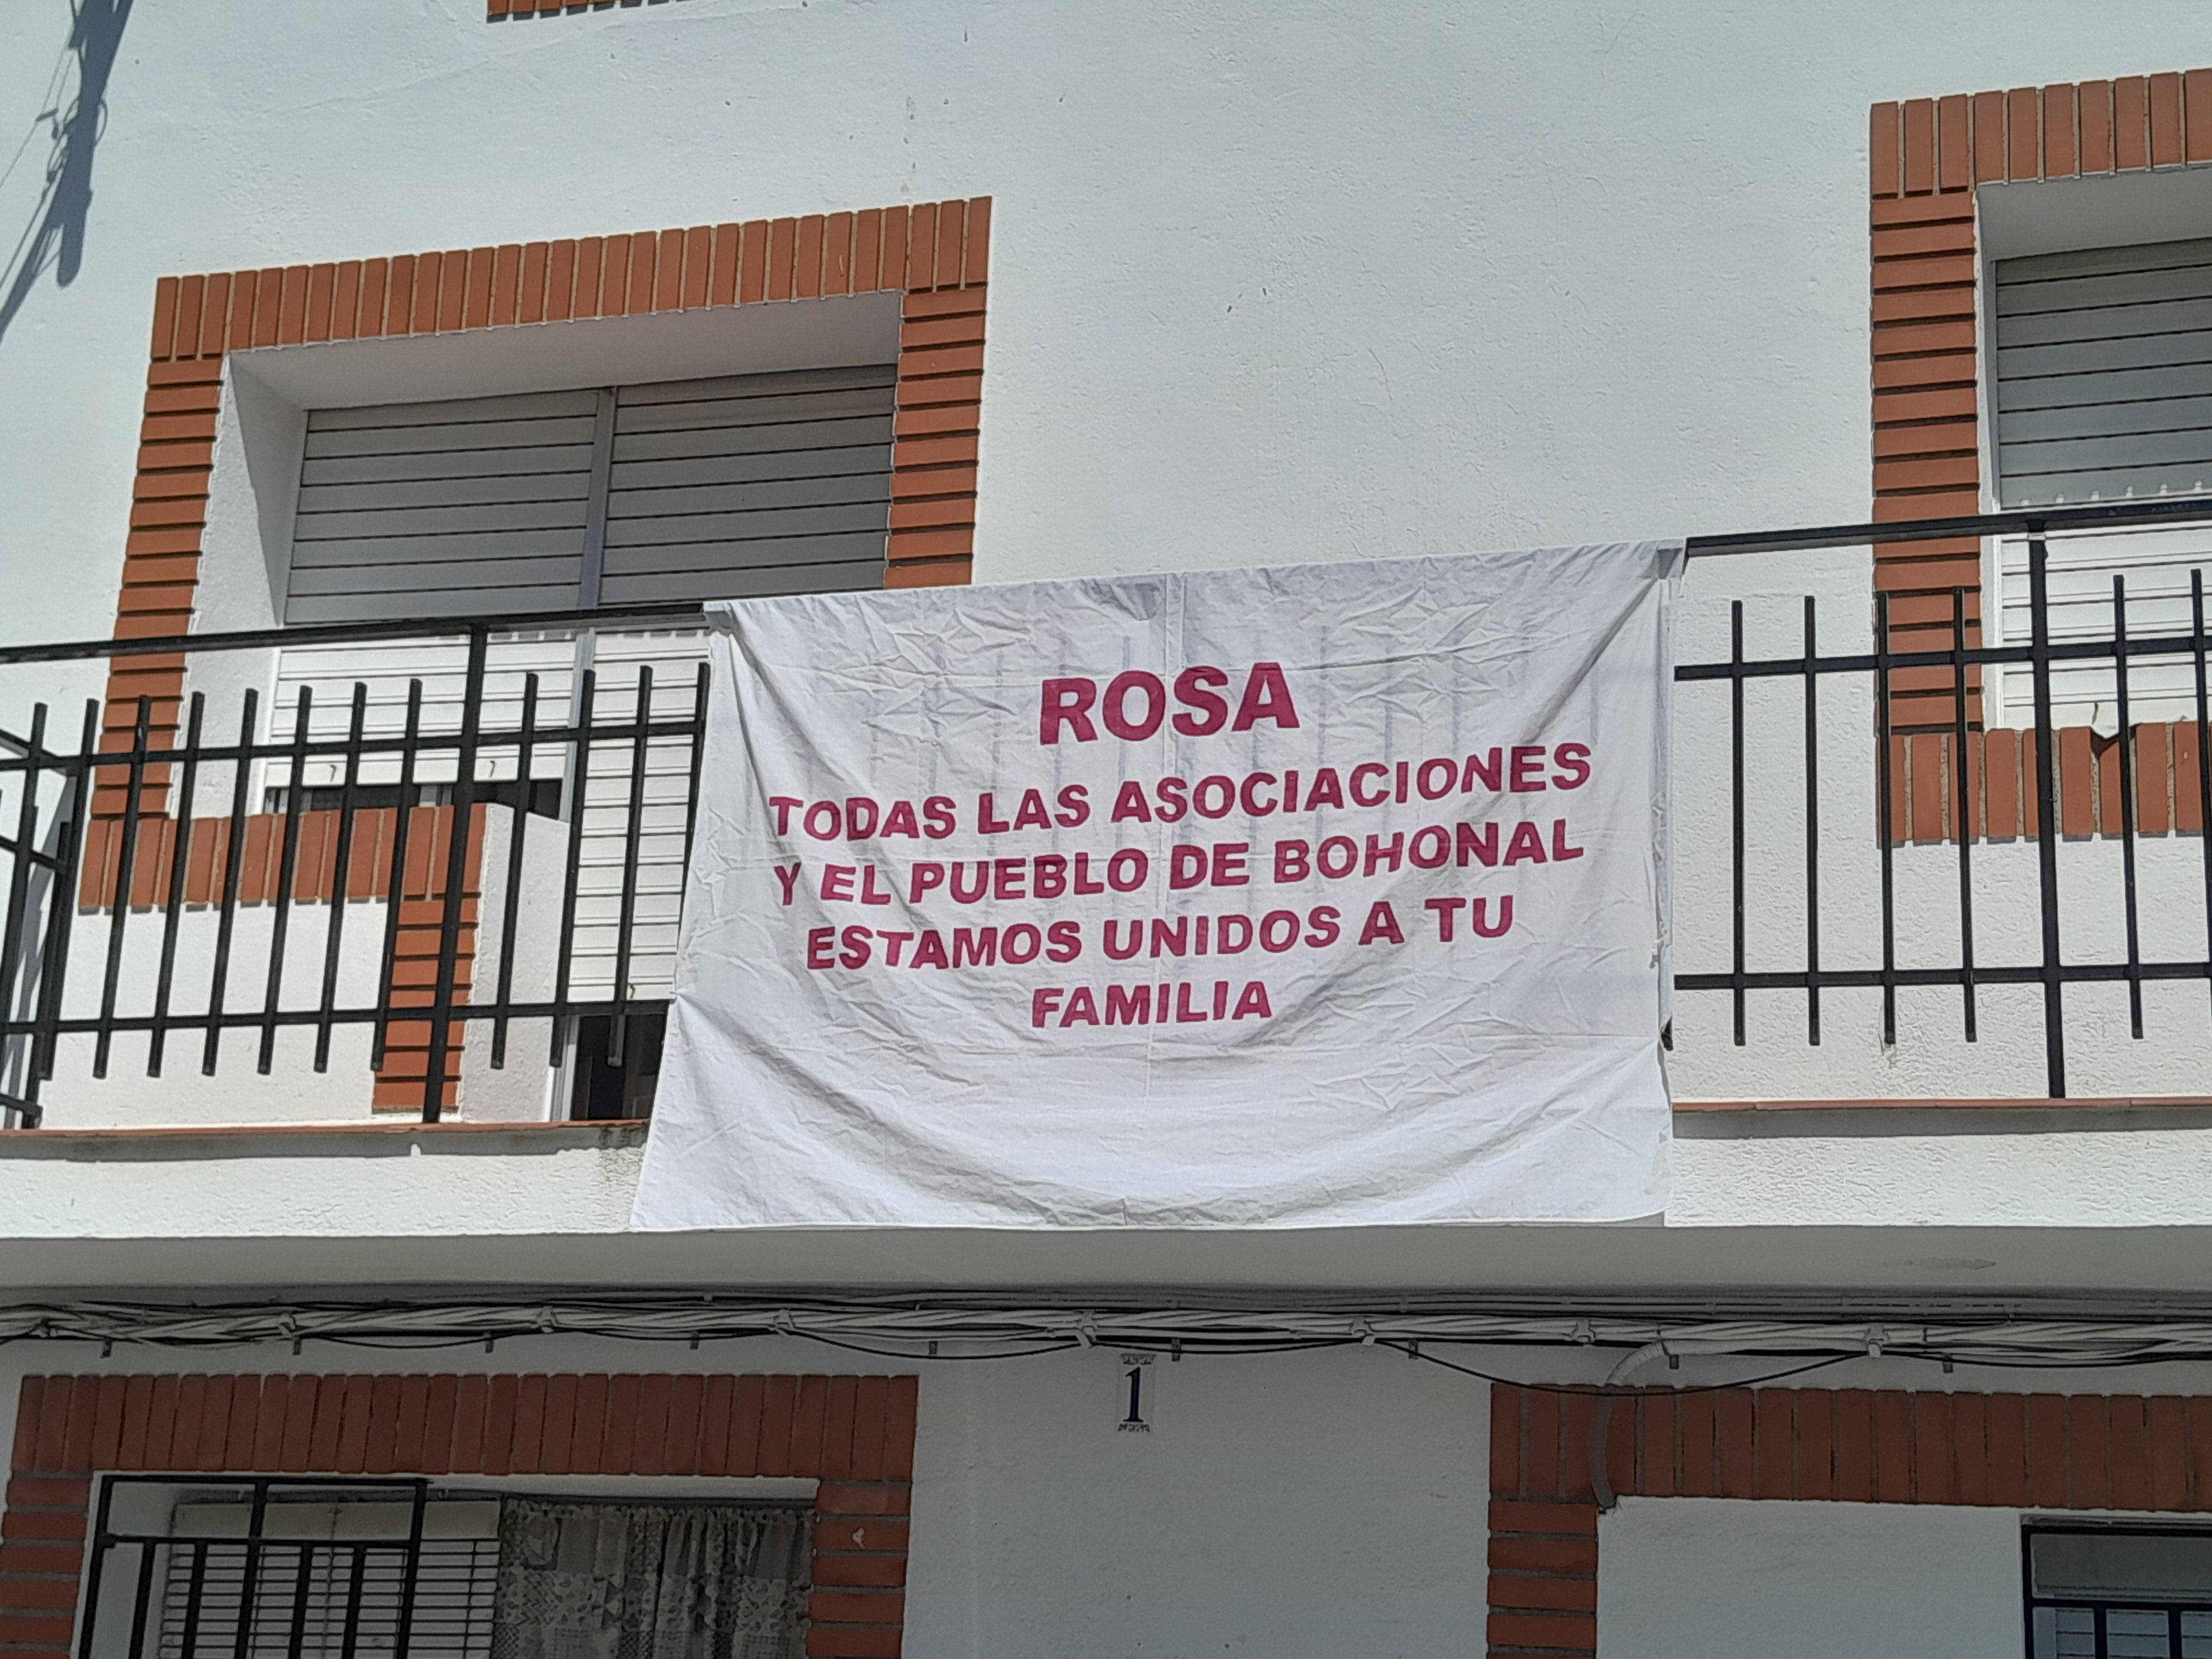 ROSA
TODAS LAS ASOCIACIONES
Y EL PUEBLO DE BOHONAL
ESTAMOS UNIDOS A TU
FAMILIA
1